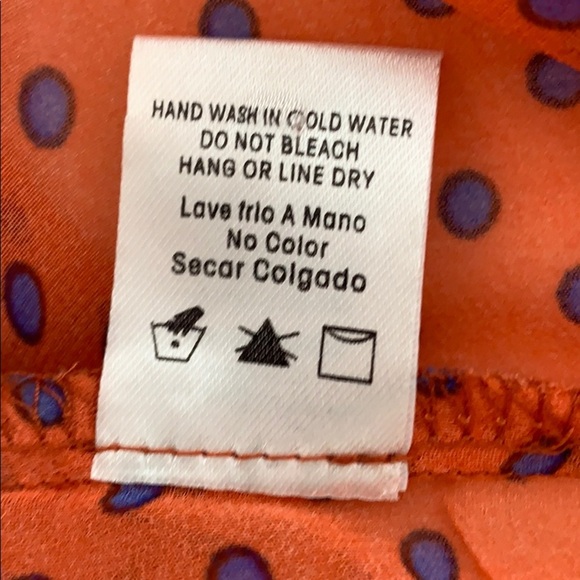 HAND WASH IN COLD WATER
DO NOT BLEACH
HANG OR LINE DRY
Lave frio A Mano
No Color
Secar Colgado